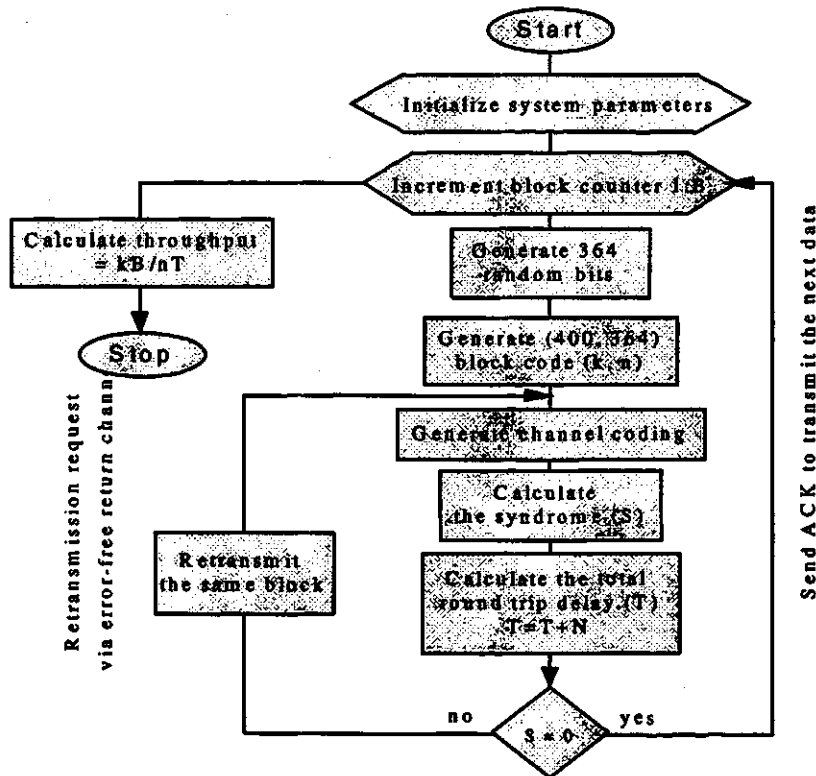 Start
Initialize system parameters
Increment block counter 1:B
Calculate throughput
= kB/nT
Stop
Generate 364
random bits
Generate (400, 364)
block code (k, n)
Generate channel coding
Calculate
the syndrome.(S)
Retransmit
the same block
Calculate the total
round trip delay.(T)
T=T+N
S = 0
no
yes
Retransmission request
via error-free return chann
Send ACK to transmit the next data